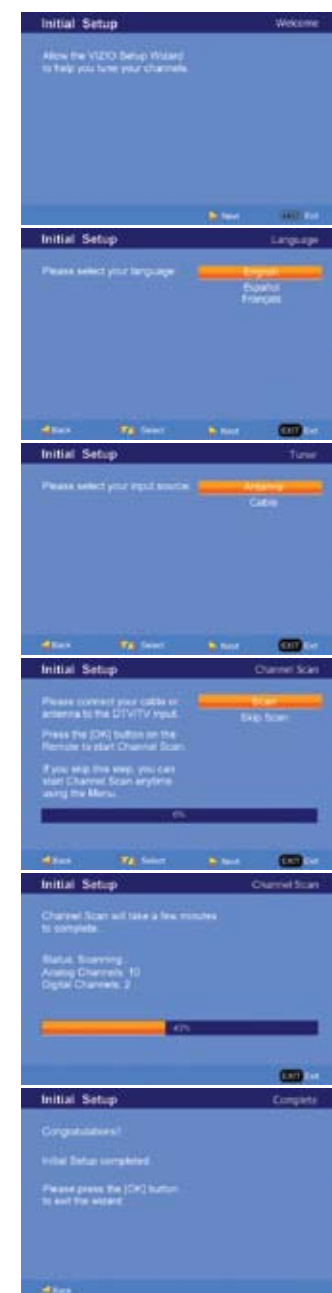 Initial Setup Welcome
Allow the VIZIO Setup Wizard
to help you tune your channels.
Next EXIT Exit
Initial Setup Language
Please select your language English
Español
Français
Back Select Next EXIT Exit
Initial Setup Tuner
Please select your input source: Antenna
Cable
Back Select Next EXIT Exit
Initial Setup Channel Scan
Please connect your cable or Scan
antenna to the DTV/TV input. Skip Scan
Press the [OK] button on the
Remote to start Channel Scan.
If you skip this step, you can
start Channel Scan anytime
using the Menu.
Back Select Next EXIT Exit
Initial Setup Channel Scan
Channel Scan will take a few minutes
to complete.
Status: Scanning...
Analog Channels: 10
Digital Channels: 2
EXIT Exit
Initial Setup Complete
Congratulations!!
Initial Setup completed
Please press the [OK] button
to exit the wizard.
Back